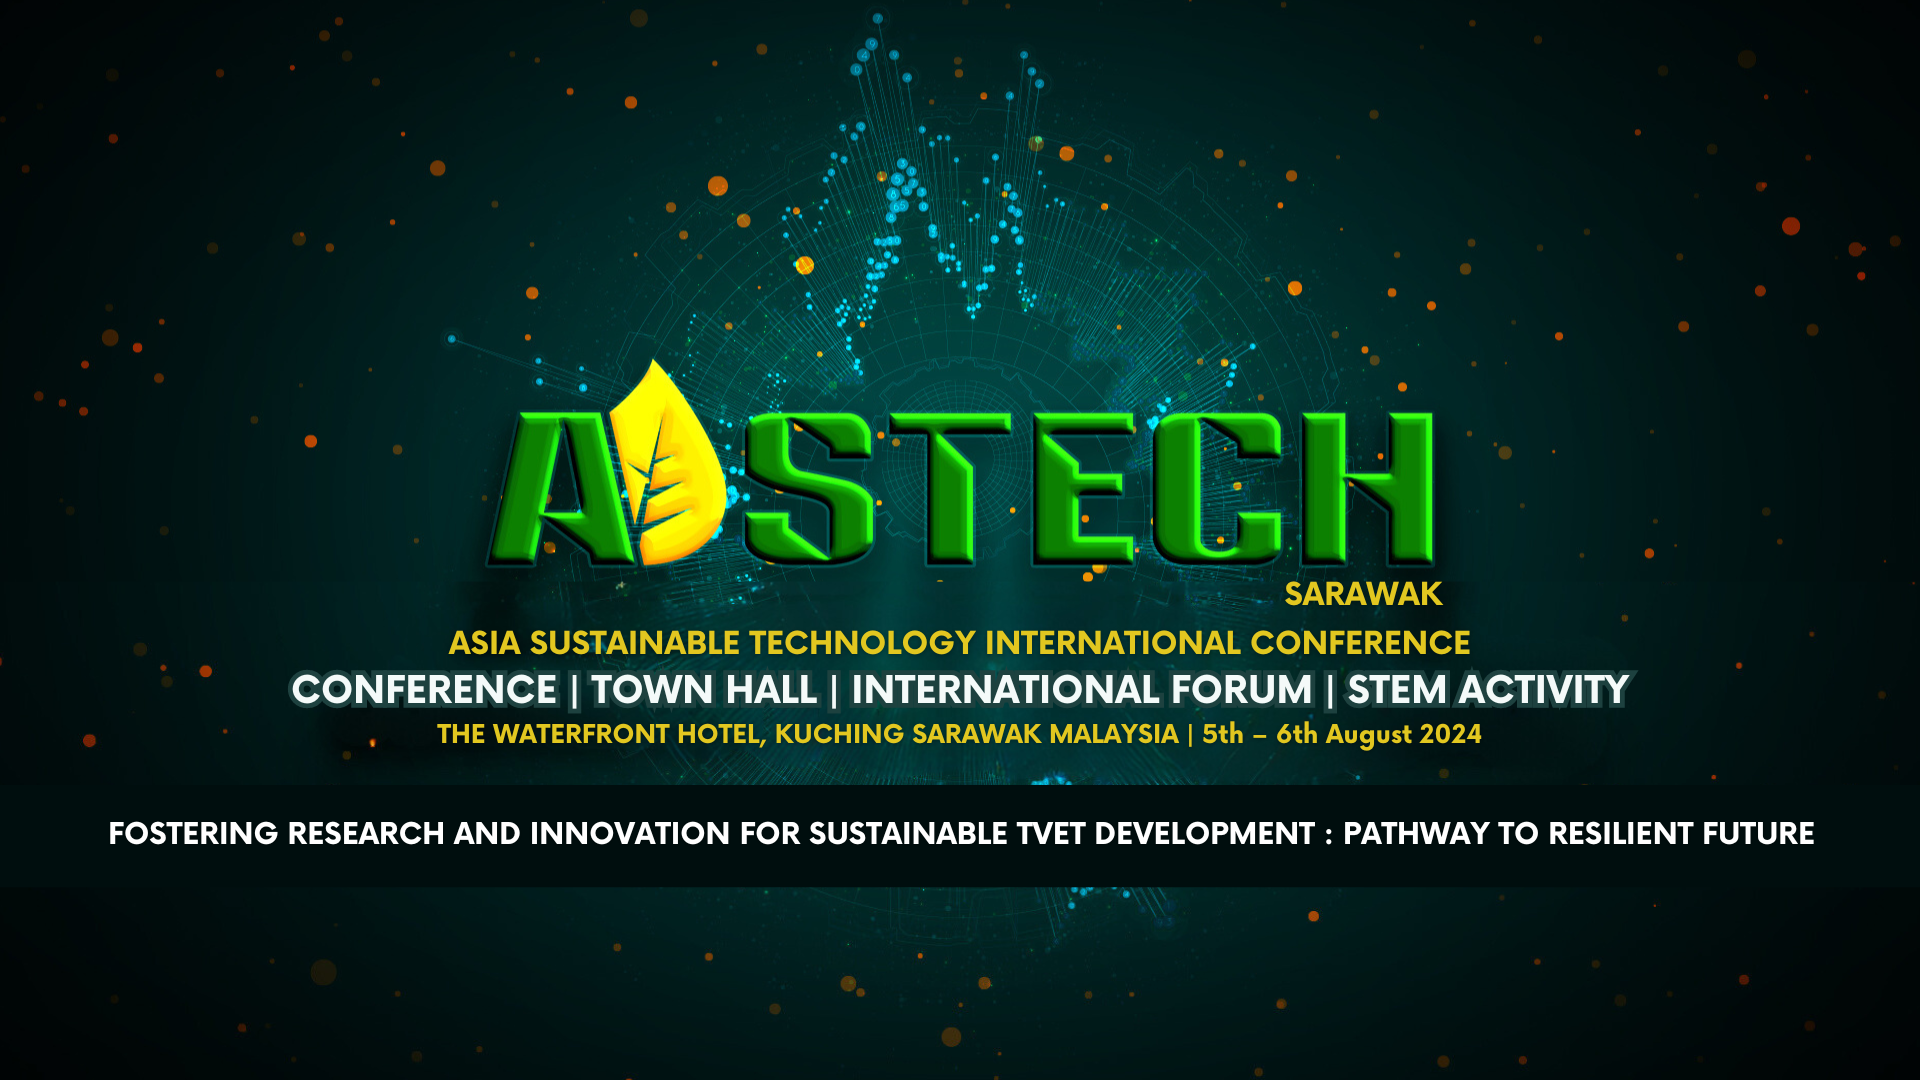 ASTECH
SARAWAK
ASIA SUSTAINABLE TECHNOLOGY INTERNATIONAL CONFERENCE
CONFERENCE | TOWN HALL | INTERNATIONAL FORUM | STEM ACTIVITY
THE WATERFRONT HOTEL, KUCHING SARAWAK MALAYSIA | 5th – 6th August 2024
FOSTERING RESEARCH AND INNOVATION FOR SUSTAINABLE TVET DEVELOPMENT : PATHWAY TO RESILIENT FUTURE